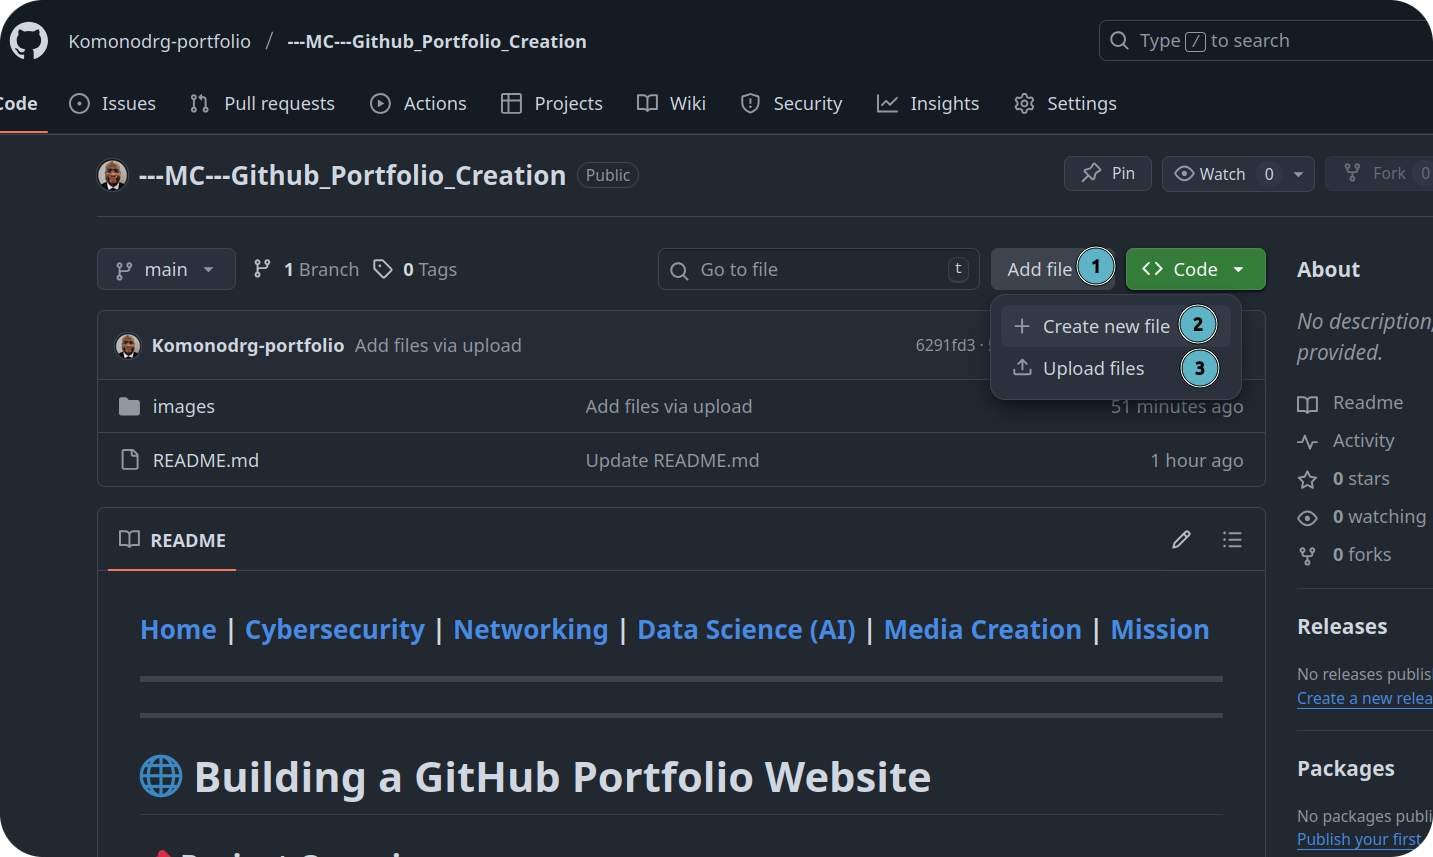 Komonodrg-portfolio / ---MC---Github_Portfolio_Creation
Type / to search
Code Issues Pull requests Actions Projects Wiki Security Insights Settings
---MC---Github_Portfolio_Creation Public
Pin Watch 0 Fork 0
main 1 Branch 0 Tags
Go to file t
Add file 1 Code
Create new file 2
Upload files 3
Komonodrg-portfolio Add files via upload 6291fd3 ·
images Add files via upload 51 minutes ago
README.md Update README.md 1 hour ago
README
Home | Cybersecurity | Networking | Data Science (AI) | Media Creation | Mission
🌐 Building a GitHub Portfolio Website
About
No description,
provided.
Readme
Activity
0 stars
0 watching
0 forks
Releases
No releases publis
Create a new relea
Packages
No packages publi
Publish your first